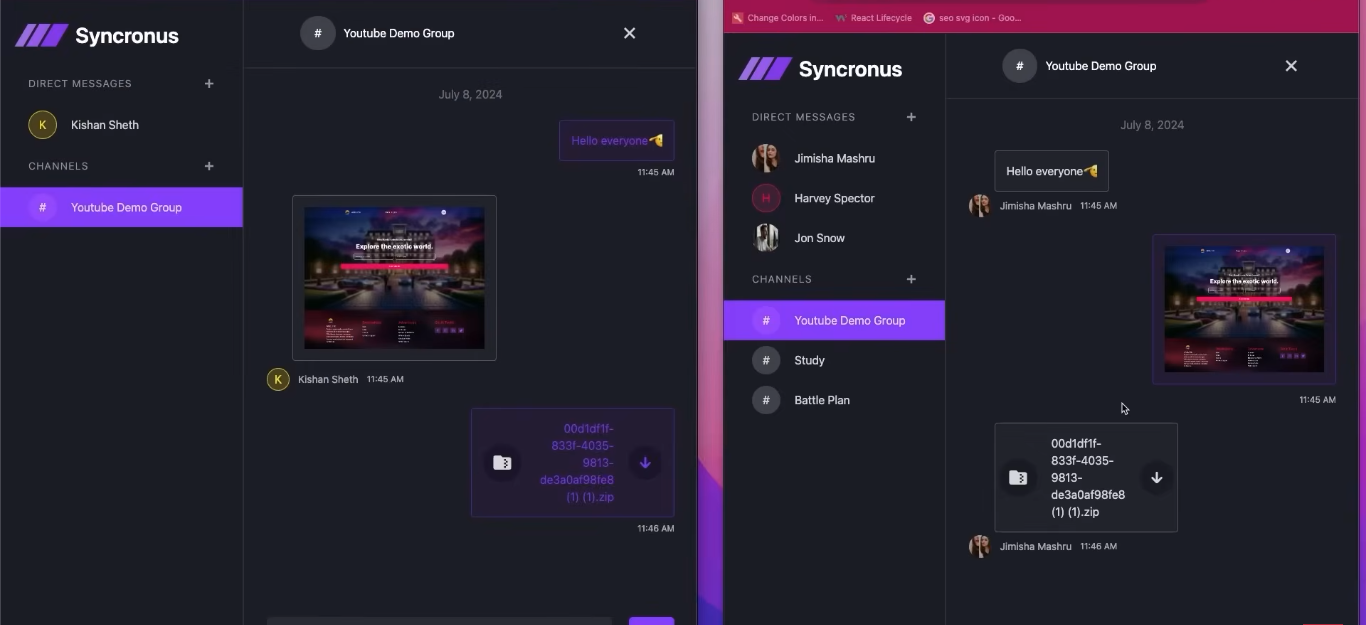 Syncronus
DIRECT MESSAGES +
K Kishan Sheth
CHANNELS +
# Youtube Demo Group
# Youtube Demo Group ×
July 8, 2024
Hello everyone
11:45 AM
Explore the exotic world.
K Kishan Sheth 11:45 AM
00d1df1f-
833f-4035-
9813-
de3a0af98fe8
(1) (1).zip
11:46 AM
Change Colors in... React Lifecycle seo svg icon - Goo...
Syncronus
DIRECT MESSAGES +
Jimisha Mashru
H Harvey Spector
Jon Snow
CHANNELS +
# Youtube Demo Group
# Study
# Battle Plan
# Youtube Demo Group ×
July 8, 2024
Hello everyone
Jimisha Mashru 11:45 AM
Explore the exotic world.
11:45 AM
00d1df1f-
833f-4035-
9813-
de3a0af98fe8
(1) (1).zip
Jimisha Mashru 11:46 AM